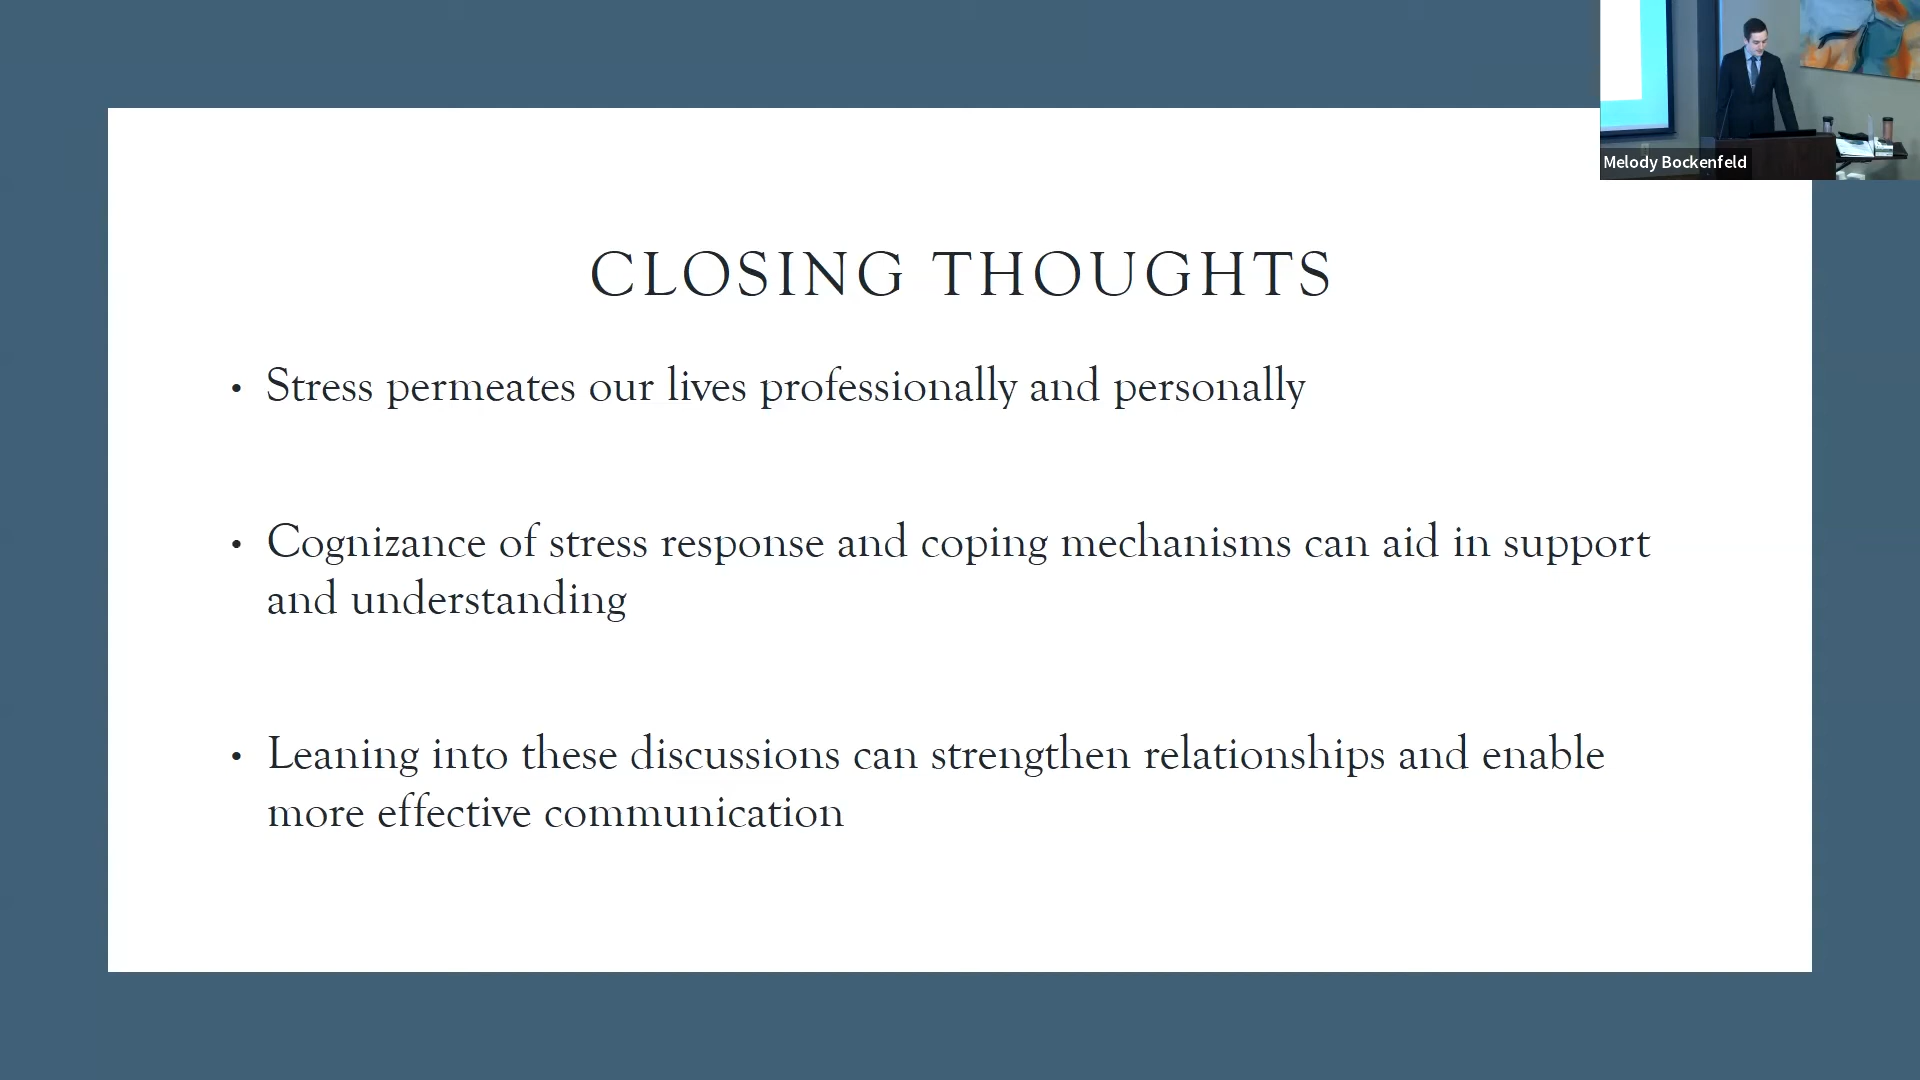 Melody Bockenfeld
CLOSING THOUGHTS
• Stress permeates our lives professionally and personally
• Cognizance of stress response and coping mechanisms can aid in support
and understanding
• Leaning into these discussions can strengthen relationships and enable
more effective communication